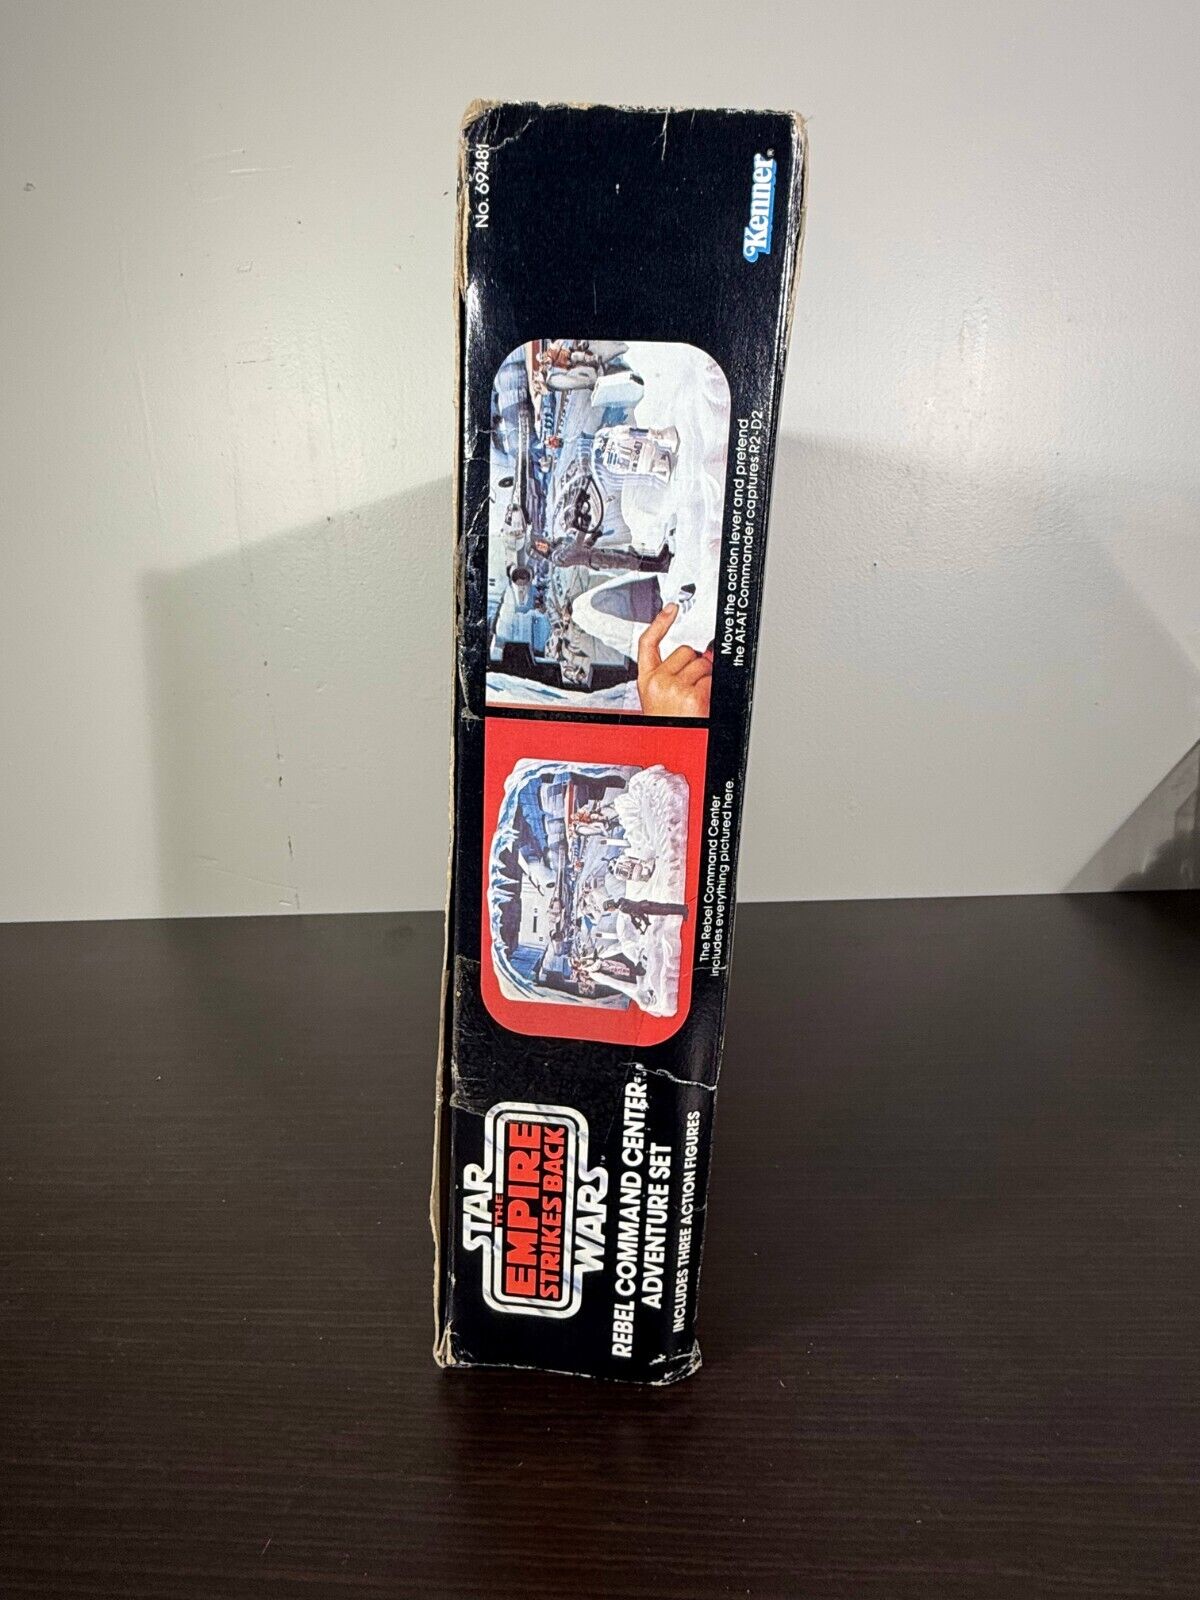 STAR
THE
EMPIRE
STRIKES BACK
WARS
REBEL COMMAND CENTER
ADVENTURE SET
INCLUDES THREE ACTION FIGURES
The Rebel Command Center
includes everything pictured here.
Move the action lever and pretend
the AT-AT Commander captures R2-D2
No. 69481
Kenner®